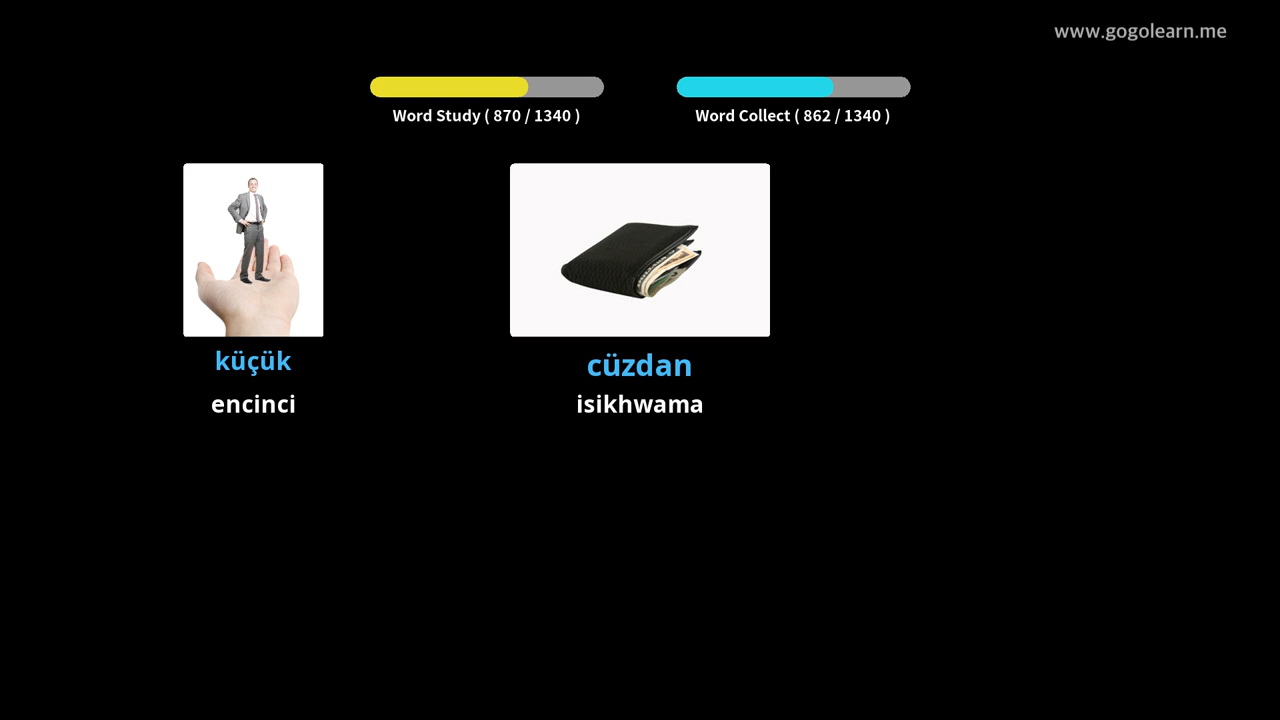 www.gogolearn.me
Word Study ( 870 / 1340 )
Word Collect ( 862 / 1340 )
küçük
encinci
cüzdan
isikhwama